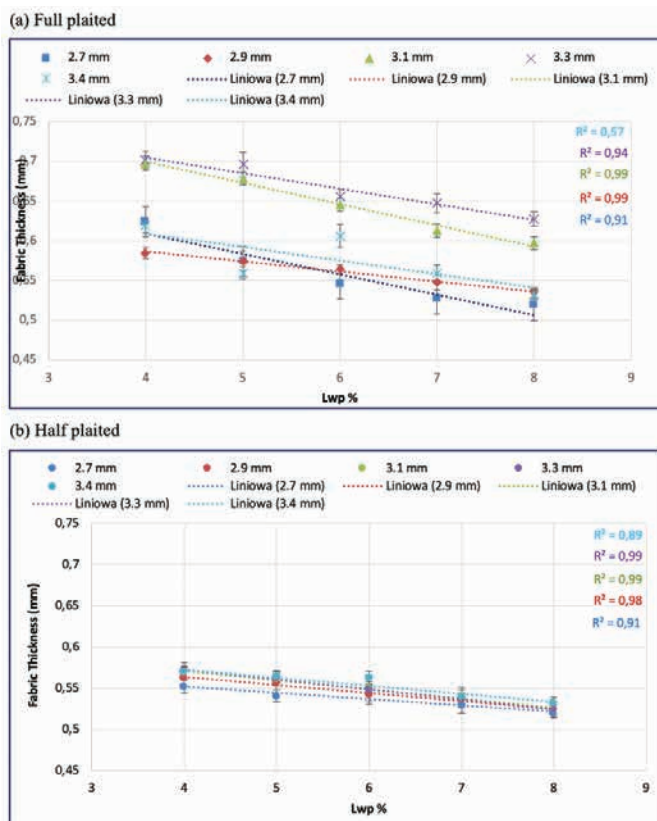 (a) Full plaited
2.7 mm 2.9 mm 3.1 mm 3.3 mm
3.4 mm Liniowa (2.7 mm) Liniowa (2.9 mm) Liniowa (3.1 mm)
Liniowa (3.3 mm) Liniowa (3.4 mm)
0,75
R² = 0,57
R² = 0,94
0,7
R² = 0,99
0,65
R² = 0,99
R² = 0,91
0,6
0,55
0,5
0,45
Fabric Thickness (mm)
3 4 5 6 7 8 9
Lwp %
(b) Half plaited
2.7 mm 2.9 mm 3.1 mm 3.3 mm
3.4 mm Liniowa (2.7 mm) Liniowa (2.9 mm) Liniowa (3.1 mm)
Liniowa (3.3 mm) Liniowa (3.4 mm)
0,75
R² = 0,89
0,7
R² = 0,99
R² = 0,99
0,65
R² = 0,98
R² = 0,91
0,6
0,55
0,5
0,45
Fabric Thickness (mm)
3 4 5 6 7 8 9
Lwp %